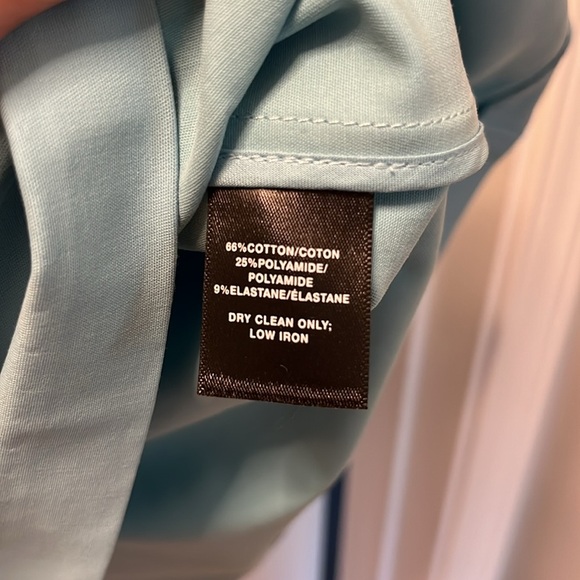 66%COTTON/COTON
25%POLYAMIDE/
POLYAMIDE
9%ELASTANE/ÉLASTANE
DRY CLEAN ONLY;
LOW IRON